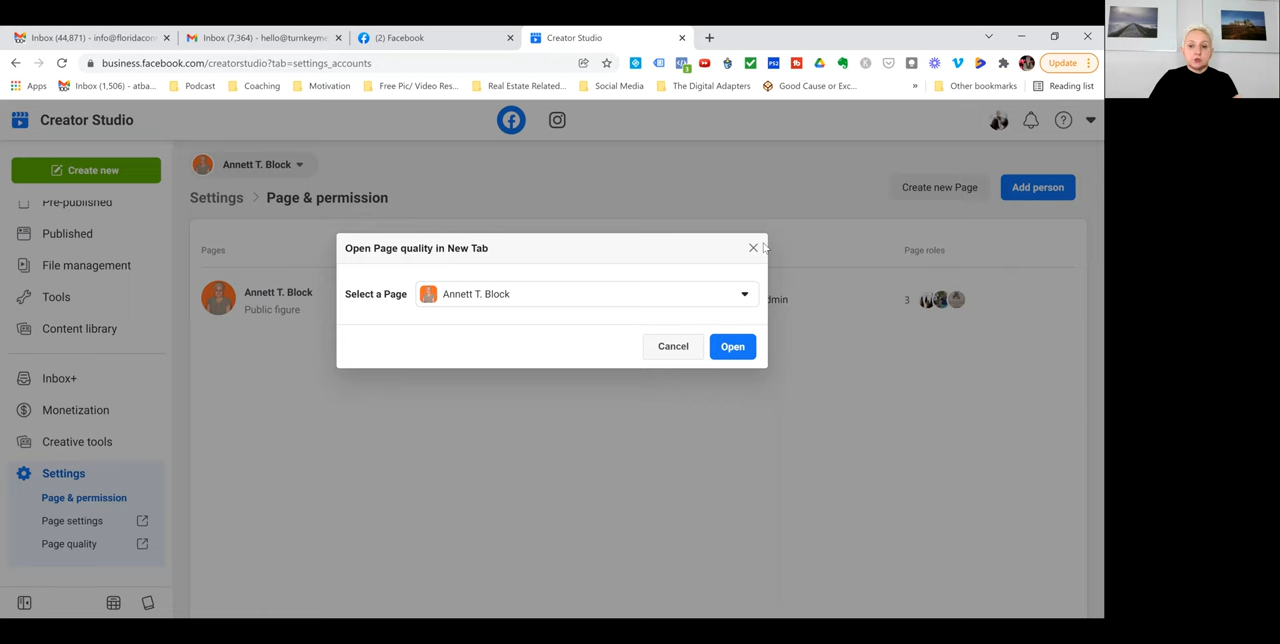 Inbox (44,871) - info@floridacon
Inbox (7,364) - hello@turnkeyme
(2) Facebook
Creator Studio
business.facebook.com/creatorstudio?tab=settings_accounts
Update
Apps
Inbox (1,506) - atba...
Podcast
Coaching
Motivation
Free Pic/ Video Res...
Real Estate Related...
Social Media
The Digital Adapters
Good Cause or Exc...
»
Other bookmarks
Reading list
Creator Studio
Create new
Pre-published
Published
File management
Tools
Content library
Inbox+
Monetization
Creative tools
Settings
Page & permission
Page settings
Page quality
Annett T. Block
Settings > Page & permission
Create new Page
Add person
Pages
Page roles
Annett T. Block
Public figure
dmin
3
Open Page quality in New Tab
Select a Page
Annett T. Block
Cancel
Open